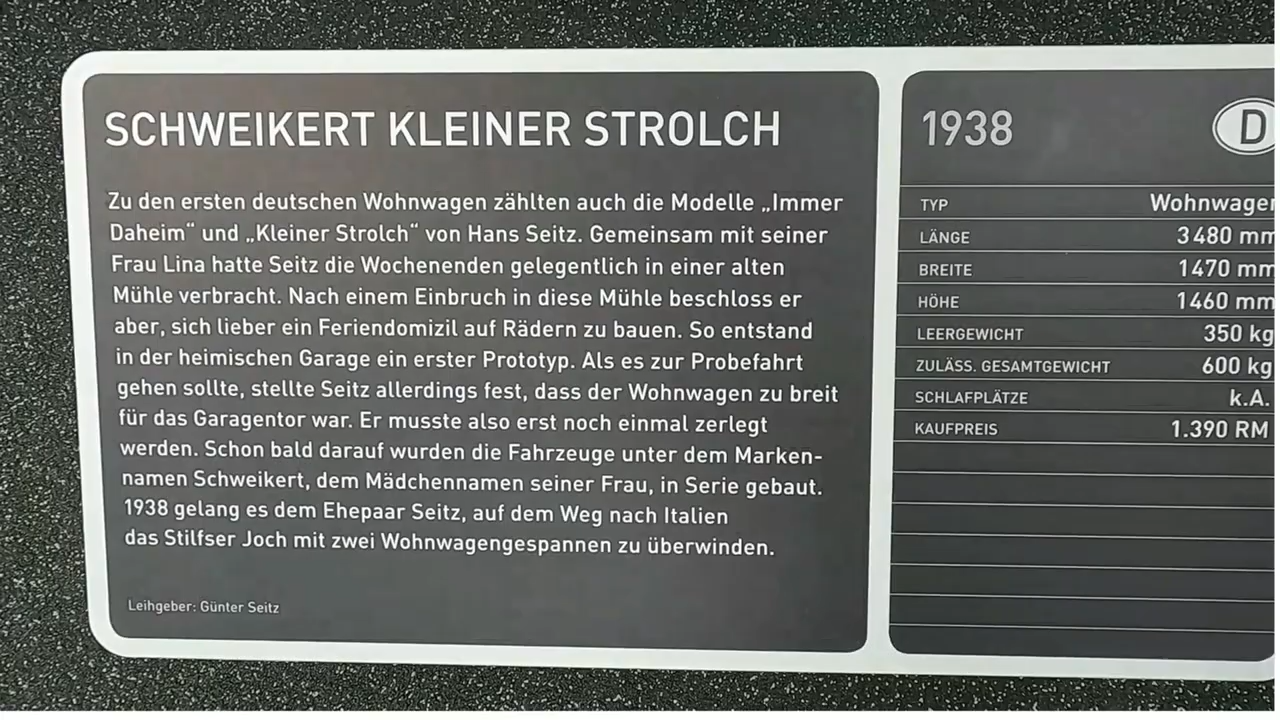 SCHWEIKERT KLEINER STROLCH
Zu den ersten deutschen Wohnwagen zählten auch die Modelle „Immer
Daheim“ und „Kleiner Strolch“ von Hans Seitz. Gemeinsam mit seiner
Frau Lina hatte Seitz die Wochenenden gelegentlich in einer alten
Mühle verbracht. Nach einem Einbruch in diese Mühle beschloss er
aber, sich lieber ein Feriendomizil auf Rädern zu bauen. So entstand
in der heimischen Garage ein erster Prototyp. Als es zur Probefahrt
gehen sollte, stellte Seitz allerdings fest, dass der Wohnwagen zu breit
für das Garagentor war. Er musste also erst noch einmal zerlegt
werden. Schon bald darauf wurden die Fahrzeuge unter dem Marken-
namen Schweikert, dem Mädchennamen seiner Frau, in Serie gebaut.
1938 gelang es dem Ehepaar Seitz, auf dem Weg nach Italien
das Stilfser Joch mit zwei Wohnwagengespannen zu überwinden.
Leihgeber: Günter Seitz
1938 D
TYP Wohnwagen
LÄNGE 3480 mm
BREITE 1470 mm
HÖHE 1460 mm
LEERGEWICHT 350 kg
ZULÄSS. GESAMTGEWICHT 600 kg
SCHLAFPLÄTZE k.A.
KAUFPREIS 1.390 RM